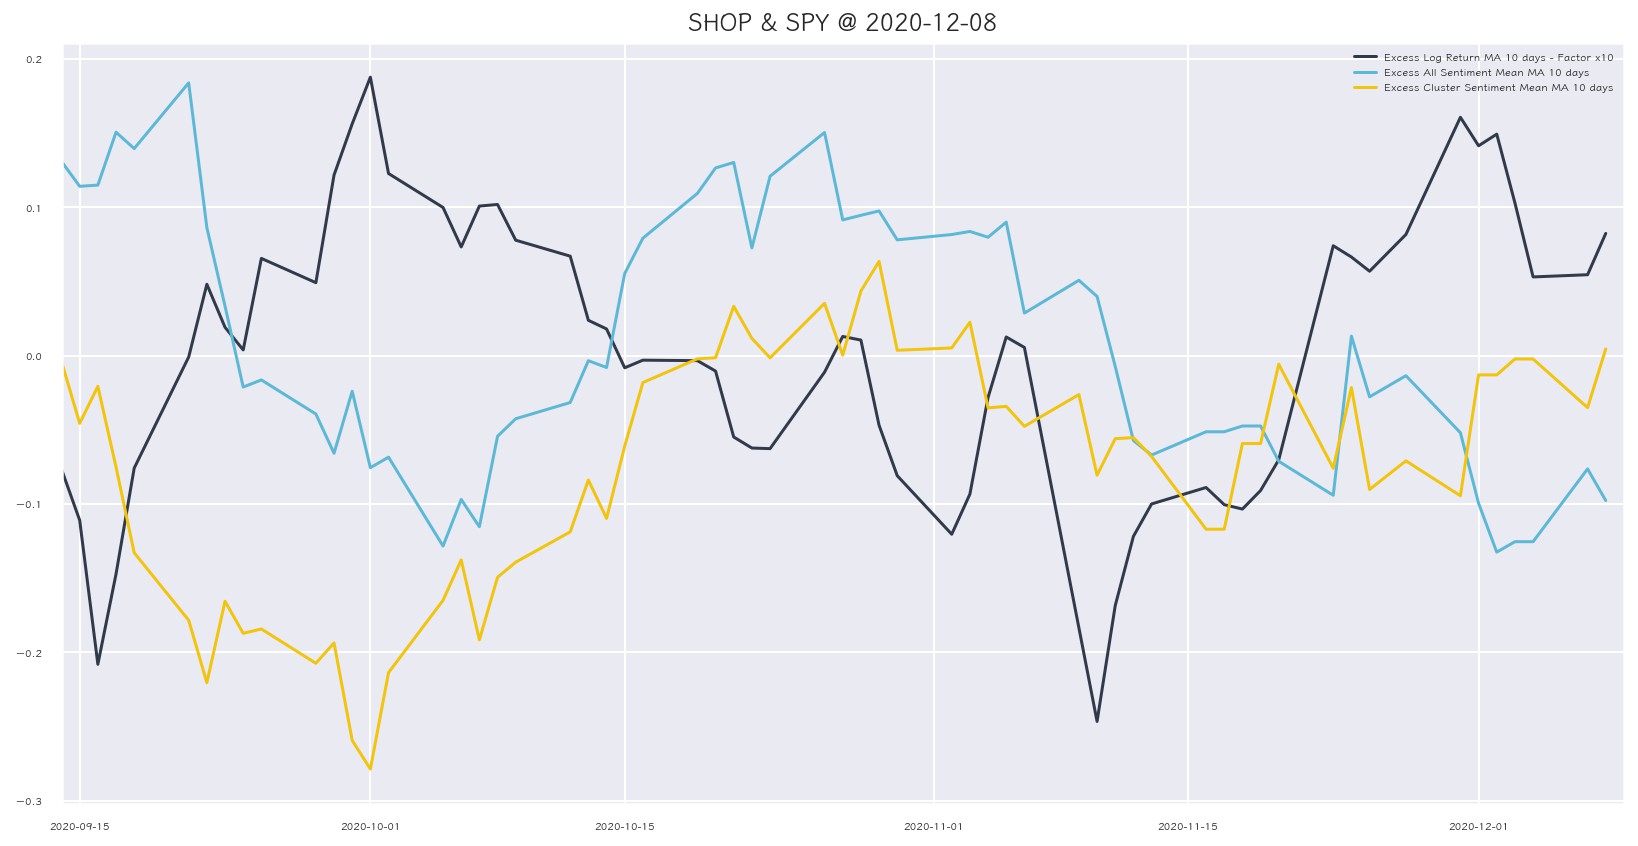 SHOP & SPY @ 2020-12-08
Excess Log Return MA 10 days - Factor x10
Excess All Sentiment Mean MA 10 days
Excess Cluster Sentiment Mean MA 10 days
0.2
0.1
0.0
−0.1
−0.2
−0.3
2020-09-15 2020-10-01 2020-10-15 2020-11-01 2020-11-15 2020-12-01